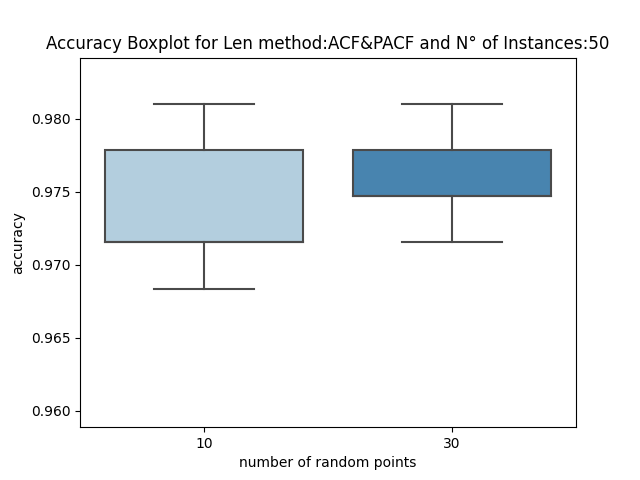 Accuracy Boxplot for Len method:ACF&PACF and N° of Instances:50
0.980
0.975
0.970
0.965
0.960
accuracy
10 30
number of random points